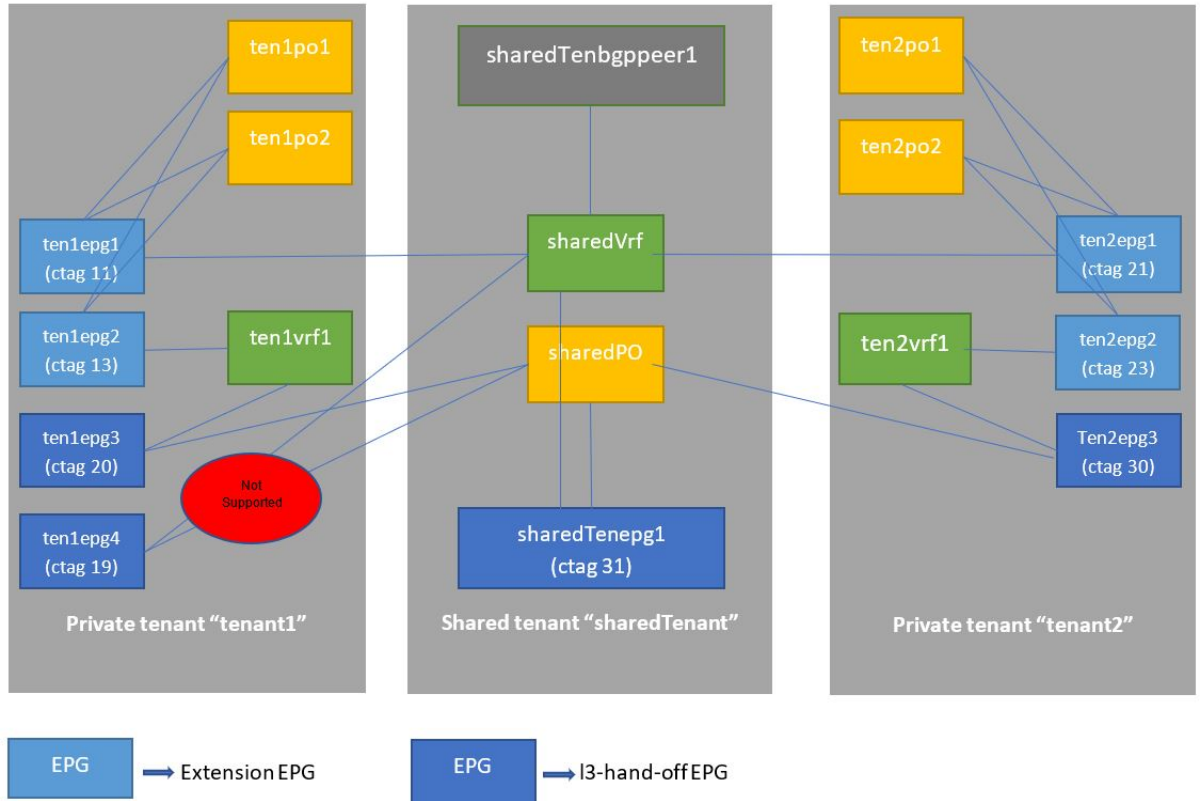 ten1po1
ten1po2
ten1epg1
(ctag 11)
ten1epg2
(ctag 13)
ten1vrf1
ten1epg3
(ctag 20)
Not
Supported
ten1epg4
(ctag 19)
Private tenant “tenant1”
sharedTenbgppeer1
sharedVrf
sharedPO
sharedTenepg1
(ctag 31)
Shared tenant “sharedTenant”
ten2po1
ten2po2
ten2epg1
(ctag 21)
ten2vrf1
ten2epg2
(ctag 23)
Ten2epg3
(ctag 30)
Private tenant “tenant2”
EPG
Extension EPG
EPG
l3-hand-off EPG